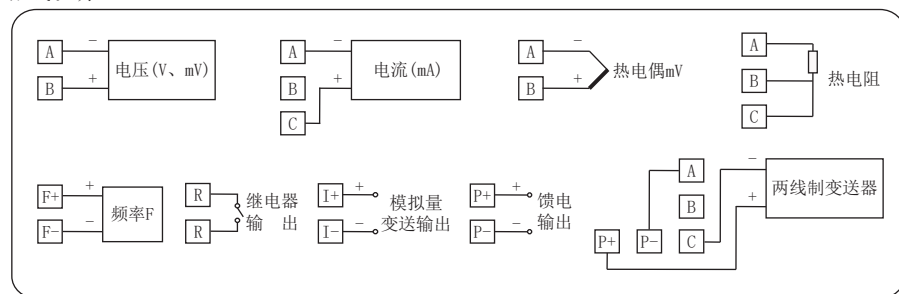 A
−
电压(V、mV)
B
+
A
−
电流(mA)
B
+
C
A
−
热电偶mV
B
+
A
B
热电阻
C
F+
+
频率F
F-
−
R
继电器
R
输 出
I+
+
模拟量
I-
−
变送输出
P+
+
馈电
P-
−
输出
A
−
两线制变送器
B
+
P+
P-
C